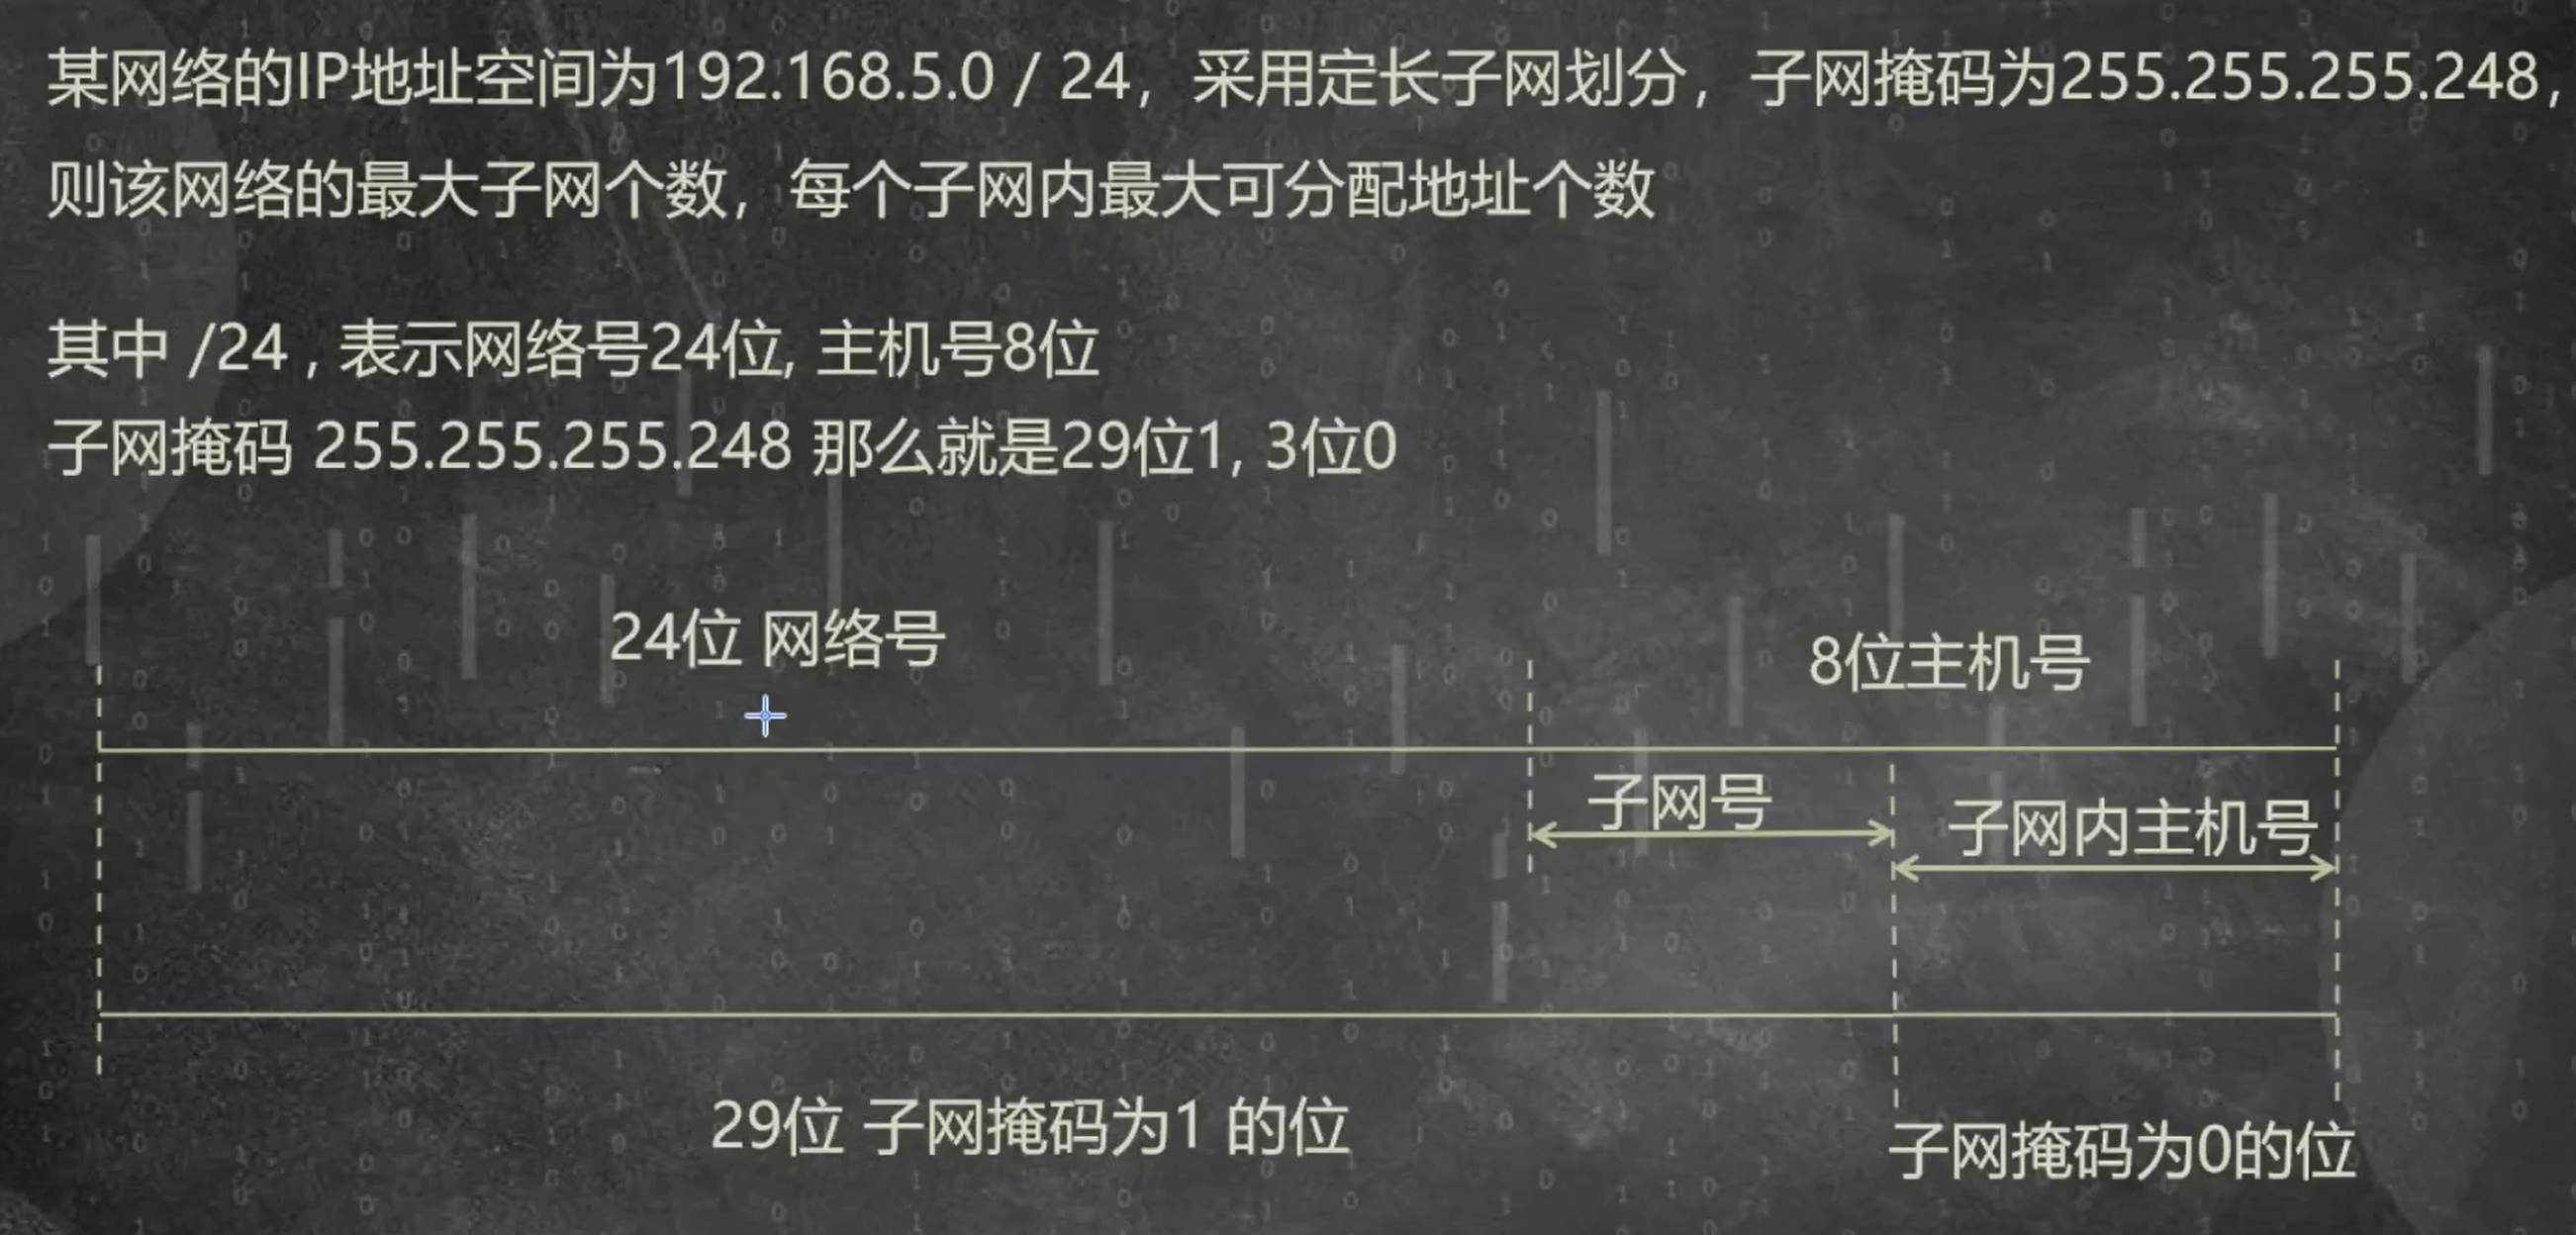 某网络的IP地址空间为192.168.5.0 / 24，采用定长子网划分，子网掩码为255.255.255.248，
则该网络的最大子网个数，每个子网内最大可分配地址个数
其中 /24 , 表示网络号24位, 主机号8位
子网掩码 255.255.255.248 那么就是29位1, 3位0
24位 网络号
8位主机号
子网号
子网内主机号
29位 子网掩码为1 的位
子网掩码为0的位